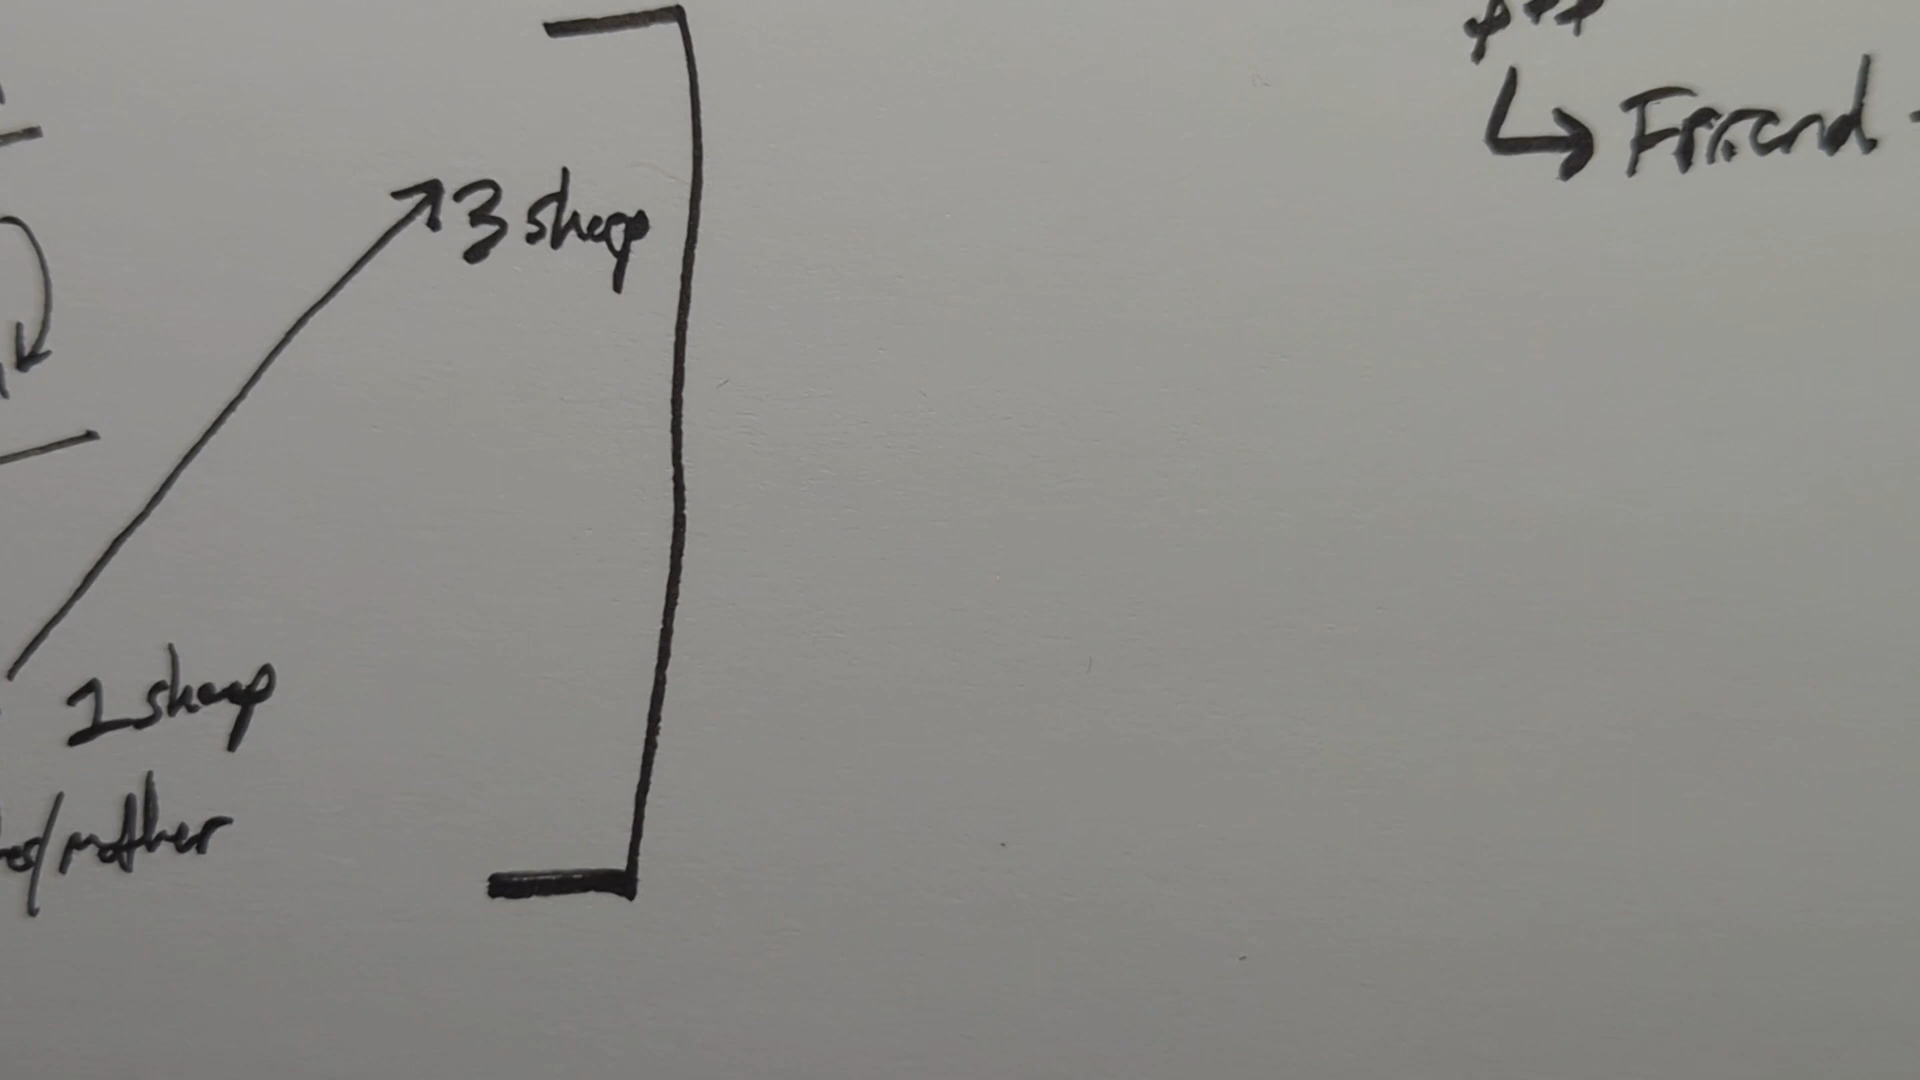 → Friend
3 sheep
1 sheep
/mother